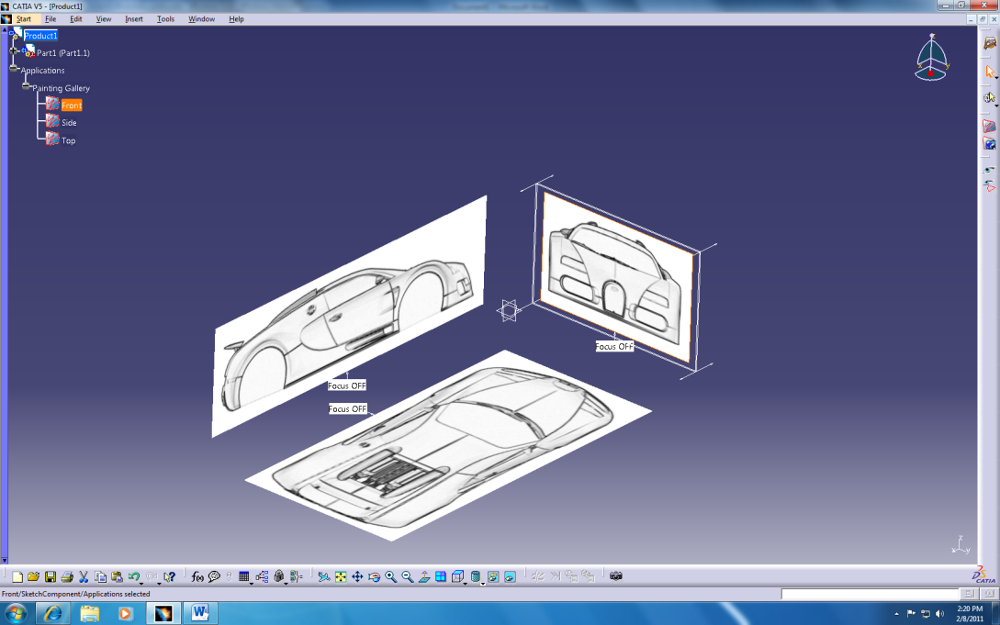 CATIA V5 - [Product1]
Start File Edit View Insert Tools Window Help
Product1
Part1 (Part1.1)
Applications
Painting Gallery
Front
Side
Top
Focus OFF
Focus OFF
Focus OFF
z
x y
f(x)
CATIA
Front/SketchComponent/Applications selected
2:20 PM
2/8/2011